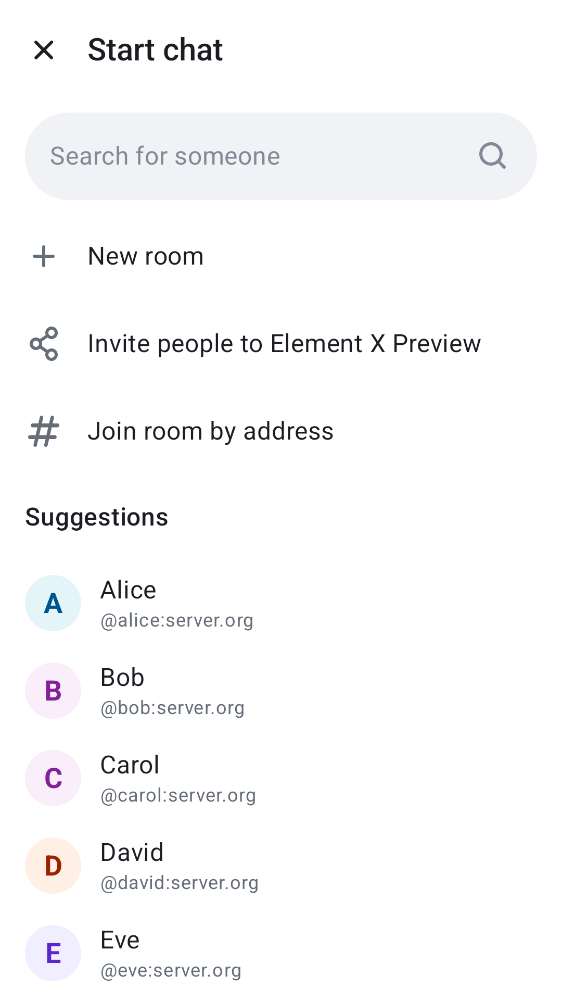 Start chat
Search for someone
New room
Invite people to Element X Preview
Join room by address
Suggestions
A
Alice
@alice:server.org
B
Bob
@bob:server.org
C
Carol
@carol:server.org
D
David
@david:server.org
E
Eve
@eve:server.org